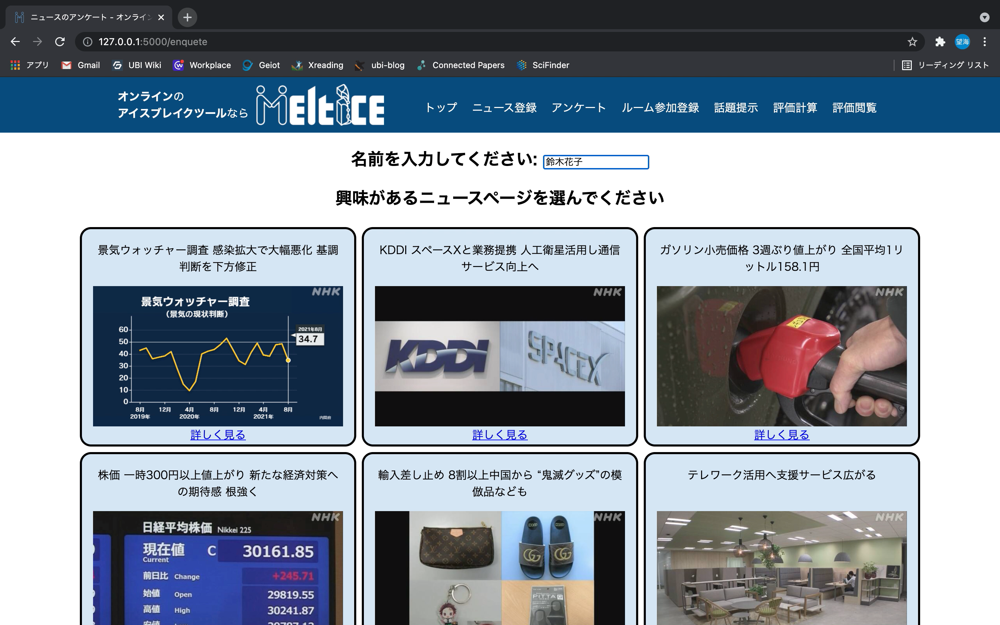 ニュースのアンケート - オンライン
127.0.0.1:5000/enquete
望海
アプリ Gmail UBI Wiki Workplace Geiot Xreading ubi-blog Connected Papers SciFinder リーディング リスト
オンラインの
アイスブレイクツールなら
MEltICE
トップ ニュース登録 アンケート ルーム参加登録 話題提示 評価計算 評価閲覧
名前を入力してください: 鈴木花子
興味があるニュースページを選んでください
景気ウォッチャー調査 感染拡大で大幅悪化 基調
判断を下方修正
NHK
景気ウォッチャー調査
（景気の現状判断）
2021年8月
34.7
60
50
40
30
20
10
0
8月 12月 4月 8月 12月 4月 8月
2019年 2020年 2021年
内閣府
詳しく見る
KDDI スペースXと業務提携 人工衛星活用し通信
サービス向上へ
NHK
KDDI SPACEX
詳しく見る
ガソリン小売価格 3週ぶり値上がり 全国平均1リ
ットル158.1円
NHK
詳しく見る
株価 一時300円以上値上がり 新たな経済対策へ
の期待感 根強く
NHK
日経平均株価 Nikkei 225
現在値 C 30161.85
Current
前日比 Change +245.71
始値 Open 29819.55
高値 High 30241.87
輸入差し止め 8割以上中国から “鬼滅グッズ”の模
倣品なども
NHK
PITTA
テレワーク活用へ支援サービス広がる
NHK